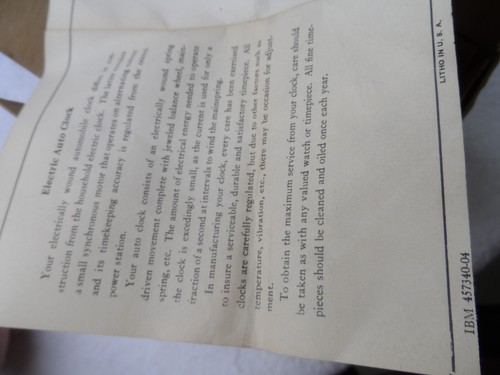 Electric Auto Clock
Your electrically wound automobile clock
struction from the household electric clock. The latter
a small synchronous motor that operates on alternating
and its timekeeping accuracy is regulated from the
power station.
Your auto clock consists of an electrically wound spring
driven movement complete with jeweled balance wheel, main-
spring, etc. The amount of electrical energy needed to operate
the clock is exceedingly small, as the current is used for only a
fraction of a second at intervals to wind the mainspring.
In manufacturing your clock, every care has been exercised
to insure a serviceable, durable and satisfactory timepiece. All
clocks are carefully regulated, but due to other factors such as
temperature, vibration, etc., there may be occasion for adjust-
ment.
To obtain the maximum service from your clock, care should
be taken as with any valued watch or timepiece. All fine time-
pieces should be cleaned and oiled once each year.
IBM 457340-04
LITHO IN U. S. A.